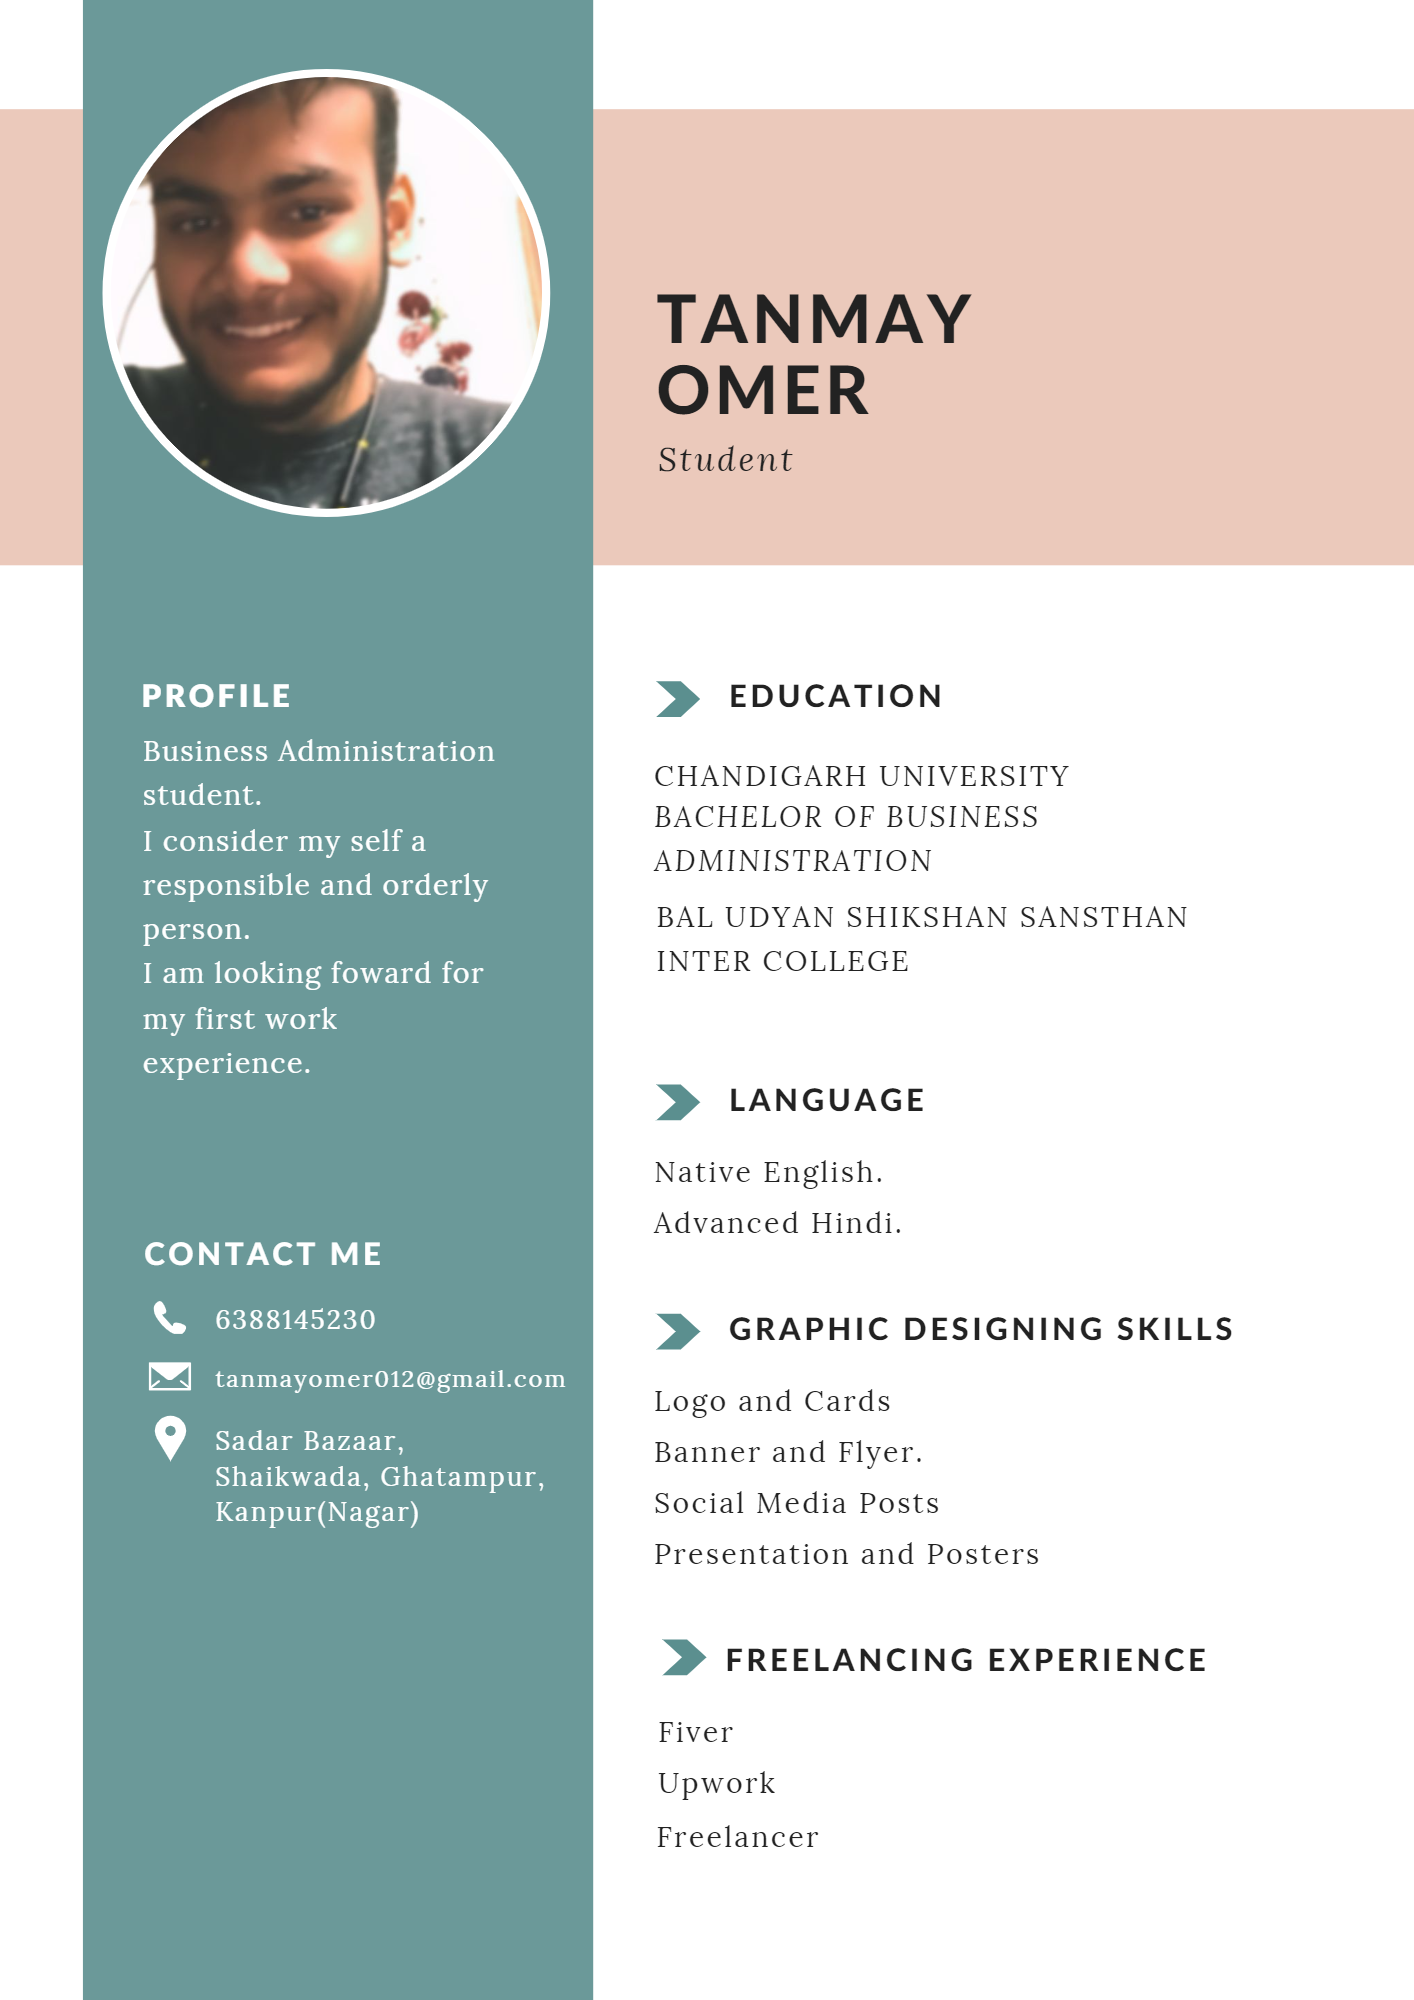 TANMAY
OMER
Student
PROFILE
Business Administration
student.
I consider my self a
responsible and orderly
person.
I am looking foward for
my first work
experience.
CONTACT ME
6388145230
tanmayomer012@gmail.com
Sadar Bazaar,
Shaikwada, Ghatampur,
Kanpur(Nagar)
EDUCATION
CHANDIGARH UNIVERSITY
BACHELOR OF BUSINESS
ADMINISTRATION
BAL UDYAN SHIKSHAN SANSTHAN
INTER COLLEGE
LANGUAGE
Native English.
Advanced Hindi.
GRAPHIC DESIGNING SKILLS
Logo and Cards
Banner and Flyer.
Social Media Posts
Presentation and Posters
FREELANCING EXPERIENCE
Fiver
Upwork
Freelancer